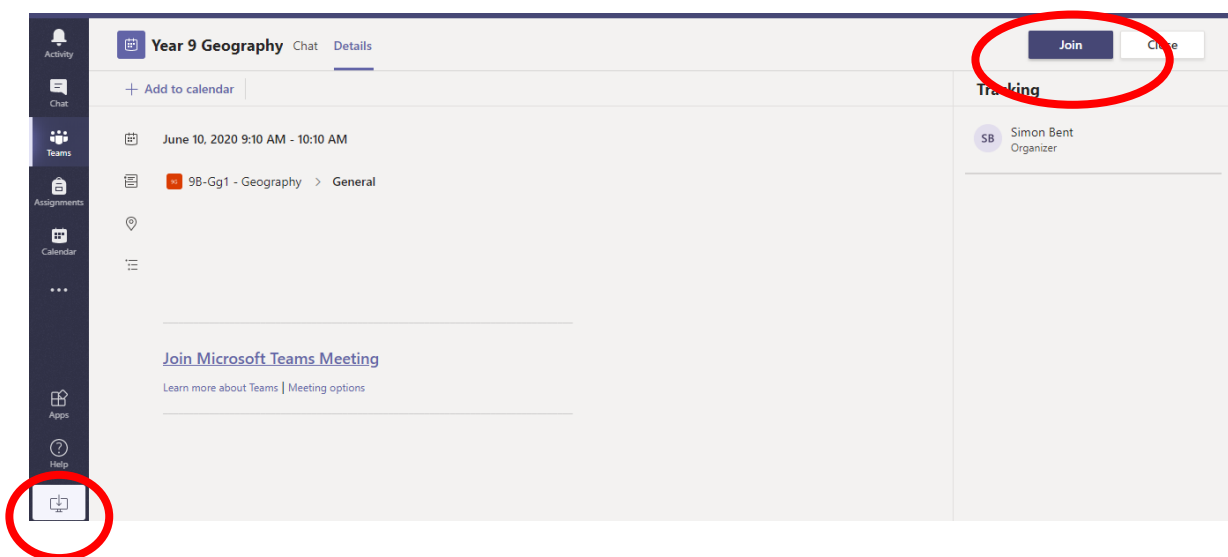 Activity
Chat
Teams
Assignments
Calendar
Apps
Help
Year 9 Geography Chat Details
Join Close
+ Add to calendar
Tracking
June 10, 2020 9:10 AM - 10:10 AM
SB Simon Bent
Organizer
9B-Gg1 - Geography > General
Join Microsoft Teams Meeting
Learn more about Teams | Meeting options